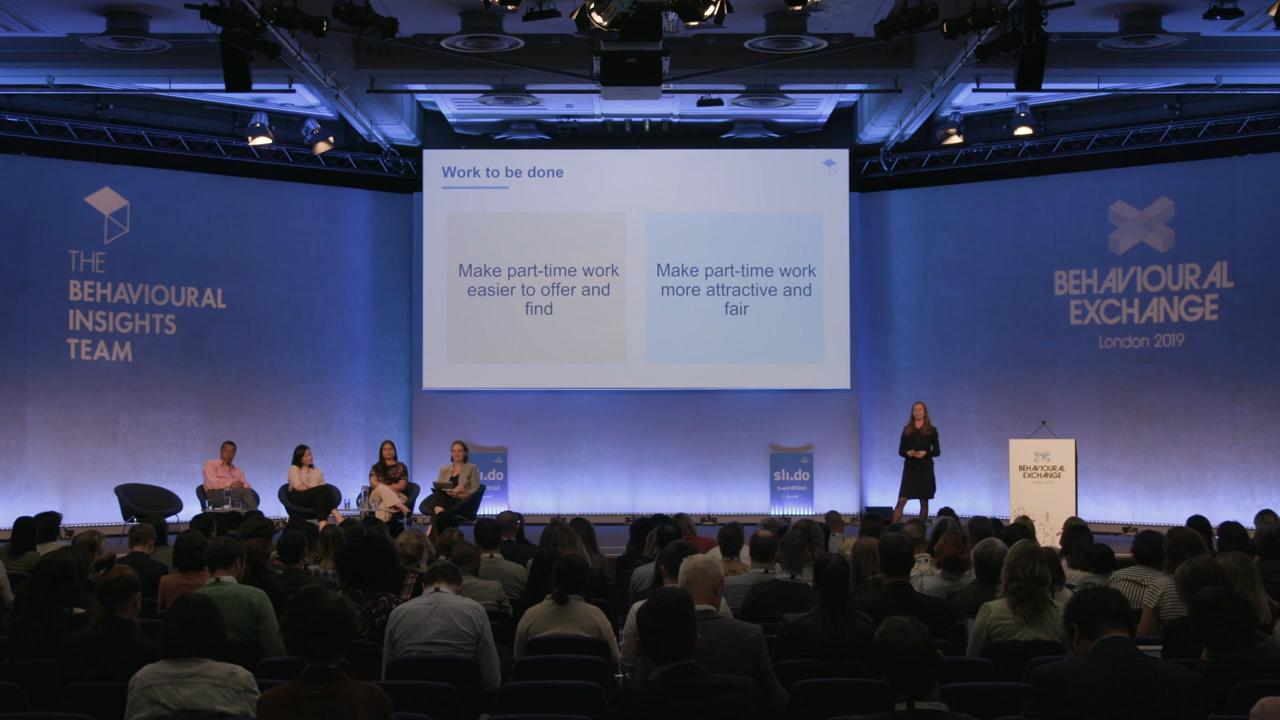 Work to be done
Make part-time work
easier to offer and
find
Make part-time work
more attractive and
fair
THE
BEHAVIOURAL
INSIGHTS
TEAM
BEHAVIOURAL
EXCHANGE
London 2019
sli.do
sli.do
BEHAVIOURAL
EXCHANGE